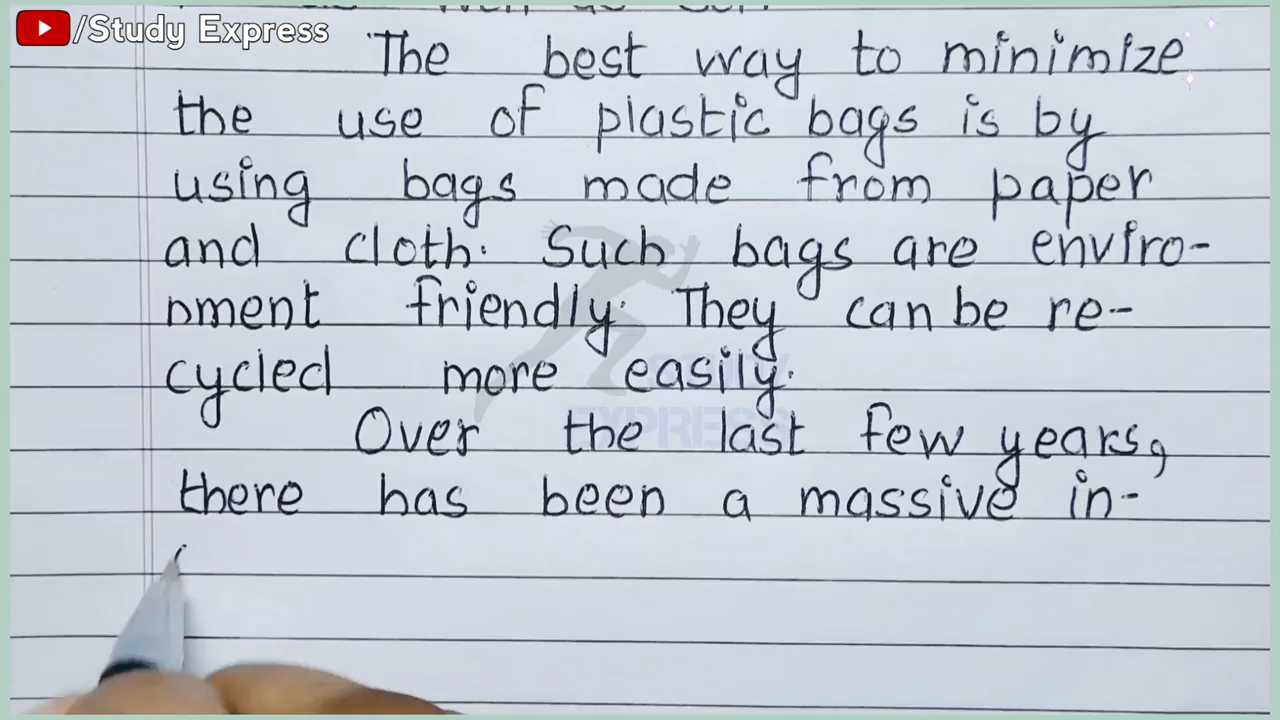 /Study Express
The best way to minimize
the use of plastic bags is by
using bags made from paper
and cloth. Such bags are enviro-
nment friendly. They can be re-
cycled more easily.
EXPRESS
Over the last few years,
there has been a massive in-